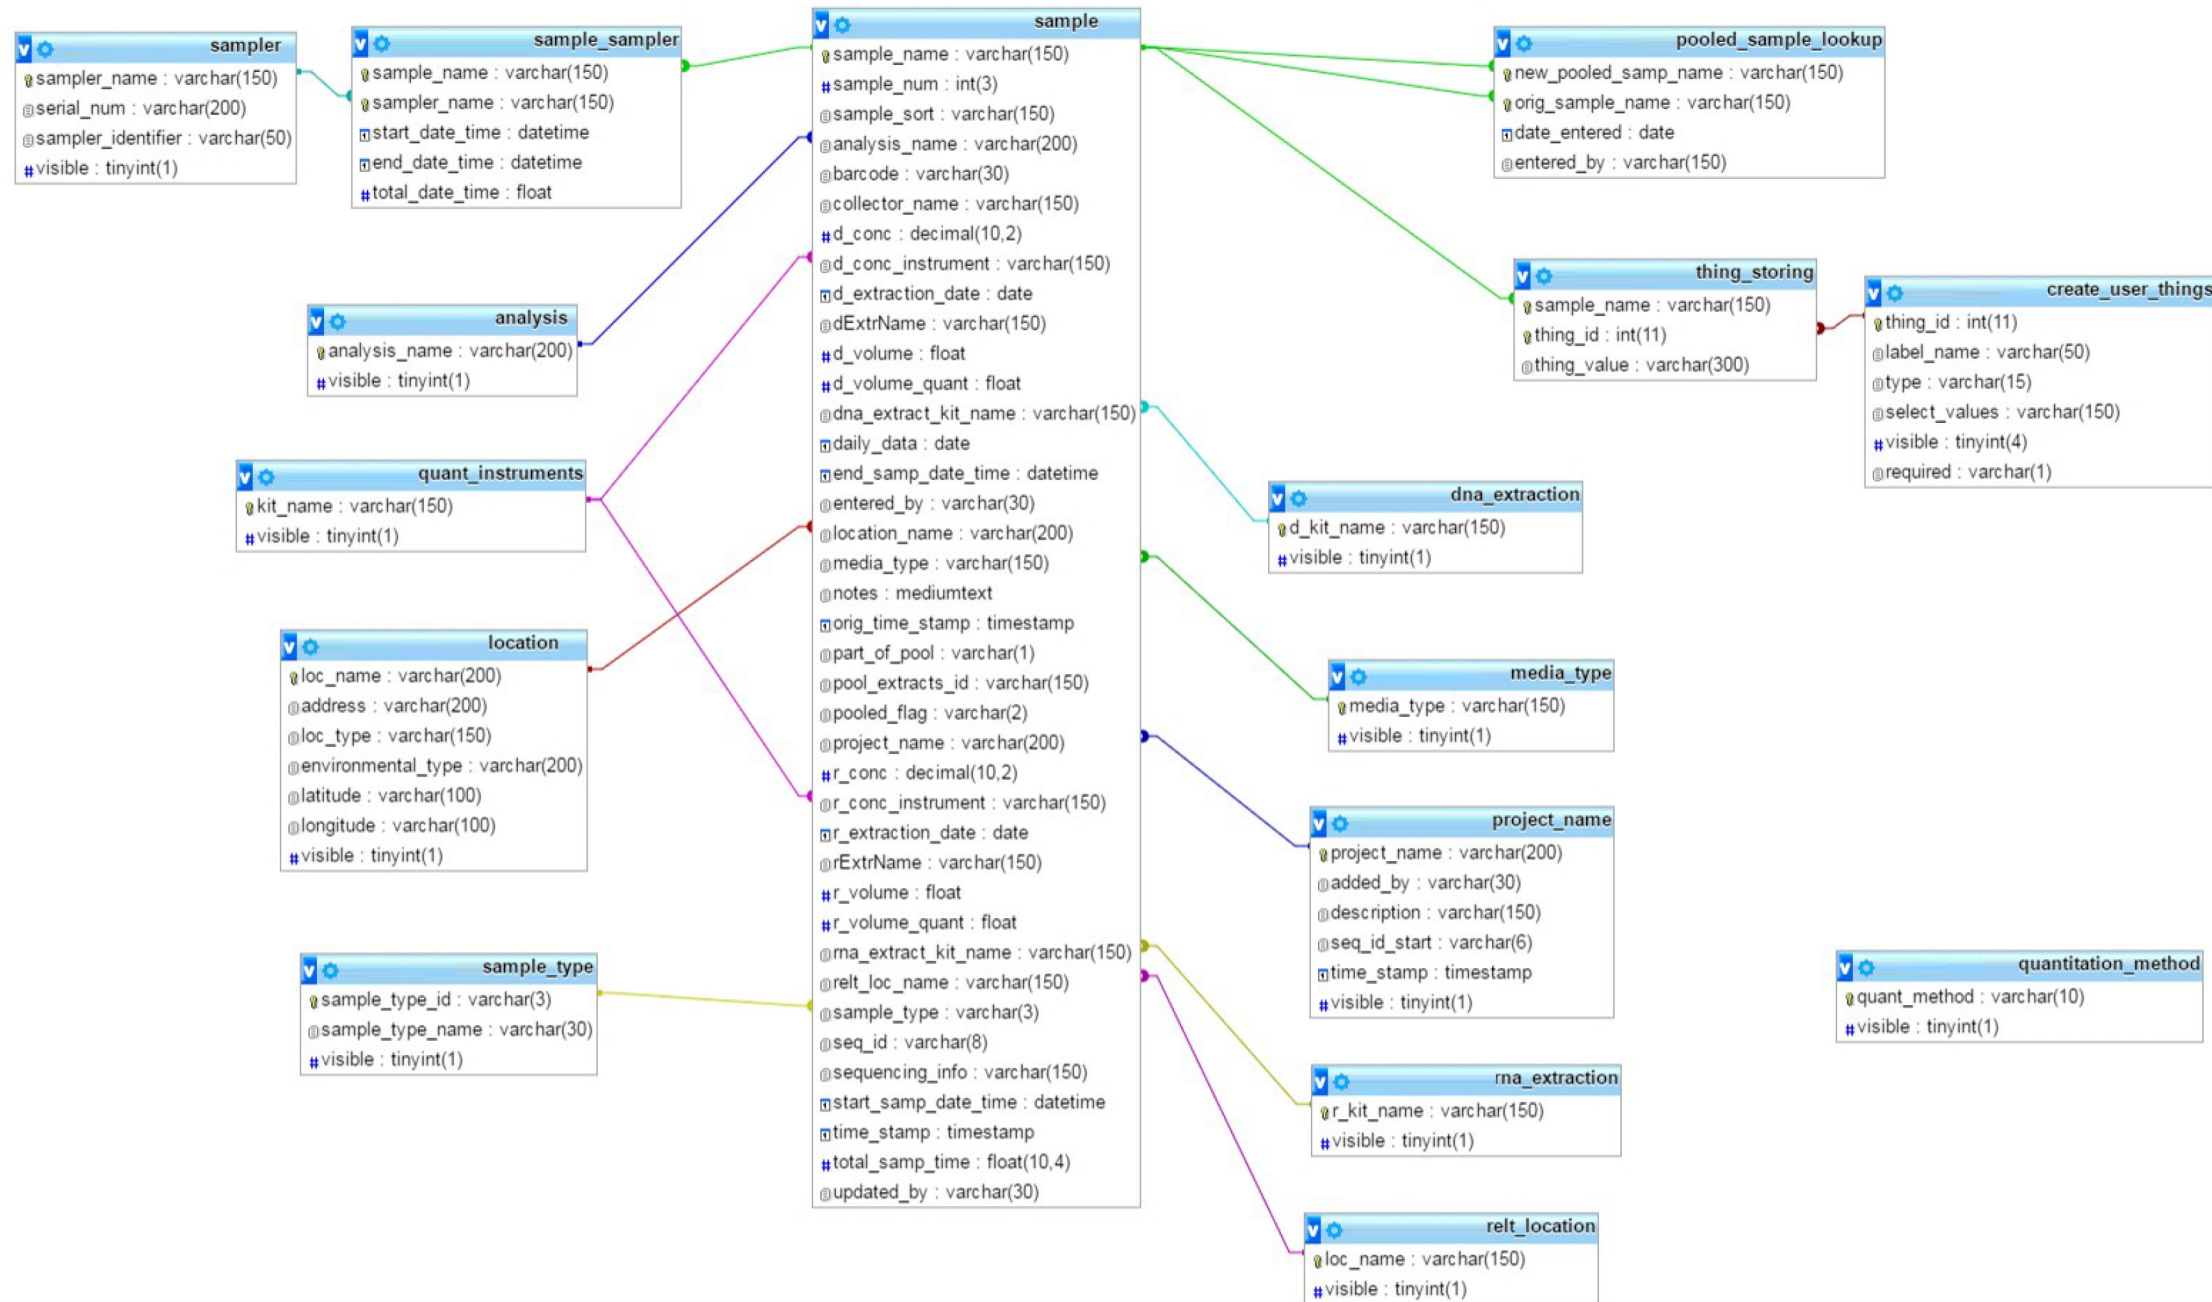 sampler
sampler_name : varchar(150)
serial_num : varchar(200)
sampler_identifier : varchar(50)
visible : tinyint(1)
sample_sampler
sample_name : varchar(150)
sampler_name : varchar(150)
start_date_time : datetime
end_date_time : datetime
total_date_time : float
analysis
analysis_name : varchar(200)
visible : tinyint(1)
quant_instruments
kit_name : varchar(150)
visible : tinyint(1)
location
loc_name : varchar(200)
address : varchar(200)
loc_type : varchar(150)
environmental_type : varchar(200)
latitude : varchar(100)
longitude : varchar(100)
visible : tinyint(1)
sample_type
sample_type_id : varchar(3)
sample_type_name : varchar(30)
visible : tinyint(1)
sample
sample_name : varchar(150)
sample_num : int(3)
sample_sort : varchar(150)
analysis_name : varchar(200)
barcode : varchar(30)
collector_name : varchar(150)
d_conc : decimal(10,2)
d_conc_instrument : varchar(150)
d_extraction_date : date
dExtrName : varchar(150)
d_volume : float
d_volume_quant : float
dna_extract_kit_name : varchar(150)
daily_data : date
end_samp_date_time : datetime
entered_by : varchar(30)
location_name : varchar(200)
media_type : varchar(150)
notes : mediumtext
orig_time_stamp : timestamp
part_of_pool : varchar(1)
pool_extracts_id : varchar(150)
pooled_flag : varchar(2)
project_name : varchar(200)
r_conc : decimal(10,2)
r_conc_instrument : varchar(150)
r_extraction_date : date
rExtrName : varchar(150)
r_volume : float
r_volume_quant : float
rna_extract_kit_name : varchar(150)
relt_loc_name : varchar(150)
sample_type : varchar(3)
seq_id : varchar(8)
sequencing_info : varchar(150)
start_samp_date_time : datetime
time_stamp : timestamp
total_samp_time : float(10,4)
updated_by : varchar(30)
pooled_sample_lookup
new_pooled_samp_name : varchar(150)
orig_sample_name : varchar(150)
date_entered : date
entered_by : varchar(150)
thing_storing
sample_name : varchar(150)
thing_id : int(11)
thing_value : varchar(300)
create_user_things
thing_id : int(11)
label_name : varchar(50)
type : varchar(15)
select_values : varchar(150)
visible : tinyint(4)
required : varchar(1)
dna_extraction
d_kit_name : varchar(150)
visible : tinyint(1)
media_type
media_type : varchar(150)
visible : tinyint(1)
project_name
project_name : varchar(200)
added_by : varchar(30)
description : varchar(150)
seq_id_start : varchar(6)
time_stamp : timestamp
visible : tinyint(1)
quantitation_method
quant_method : varchar(10)
visible : tinyint(1)
rna_extraction
r_kit_name : varchar(150)
visible : tinyint(1)
relt_location
loc_name : varchar(150)
visible : tinyint(1)